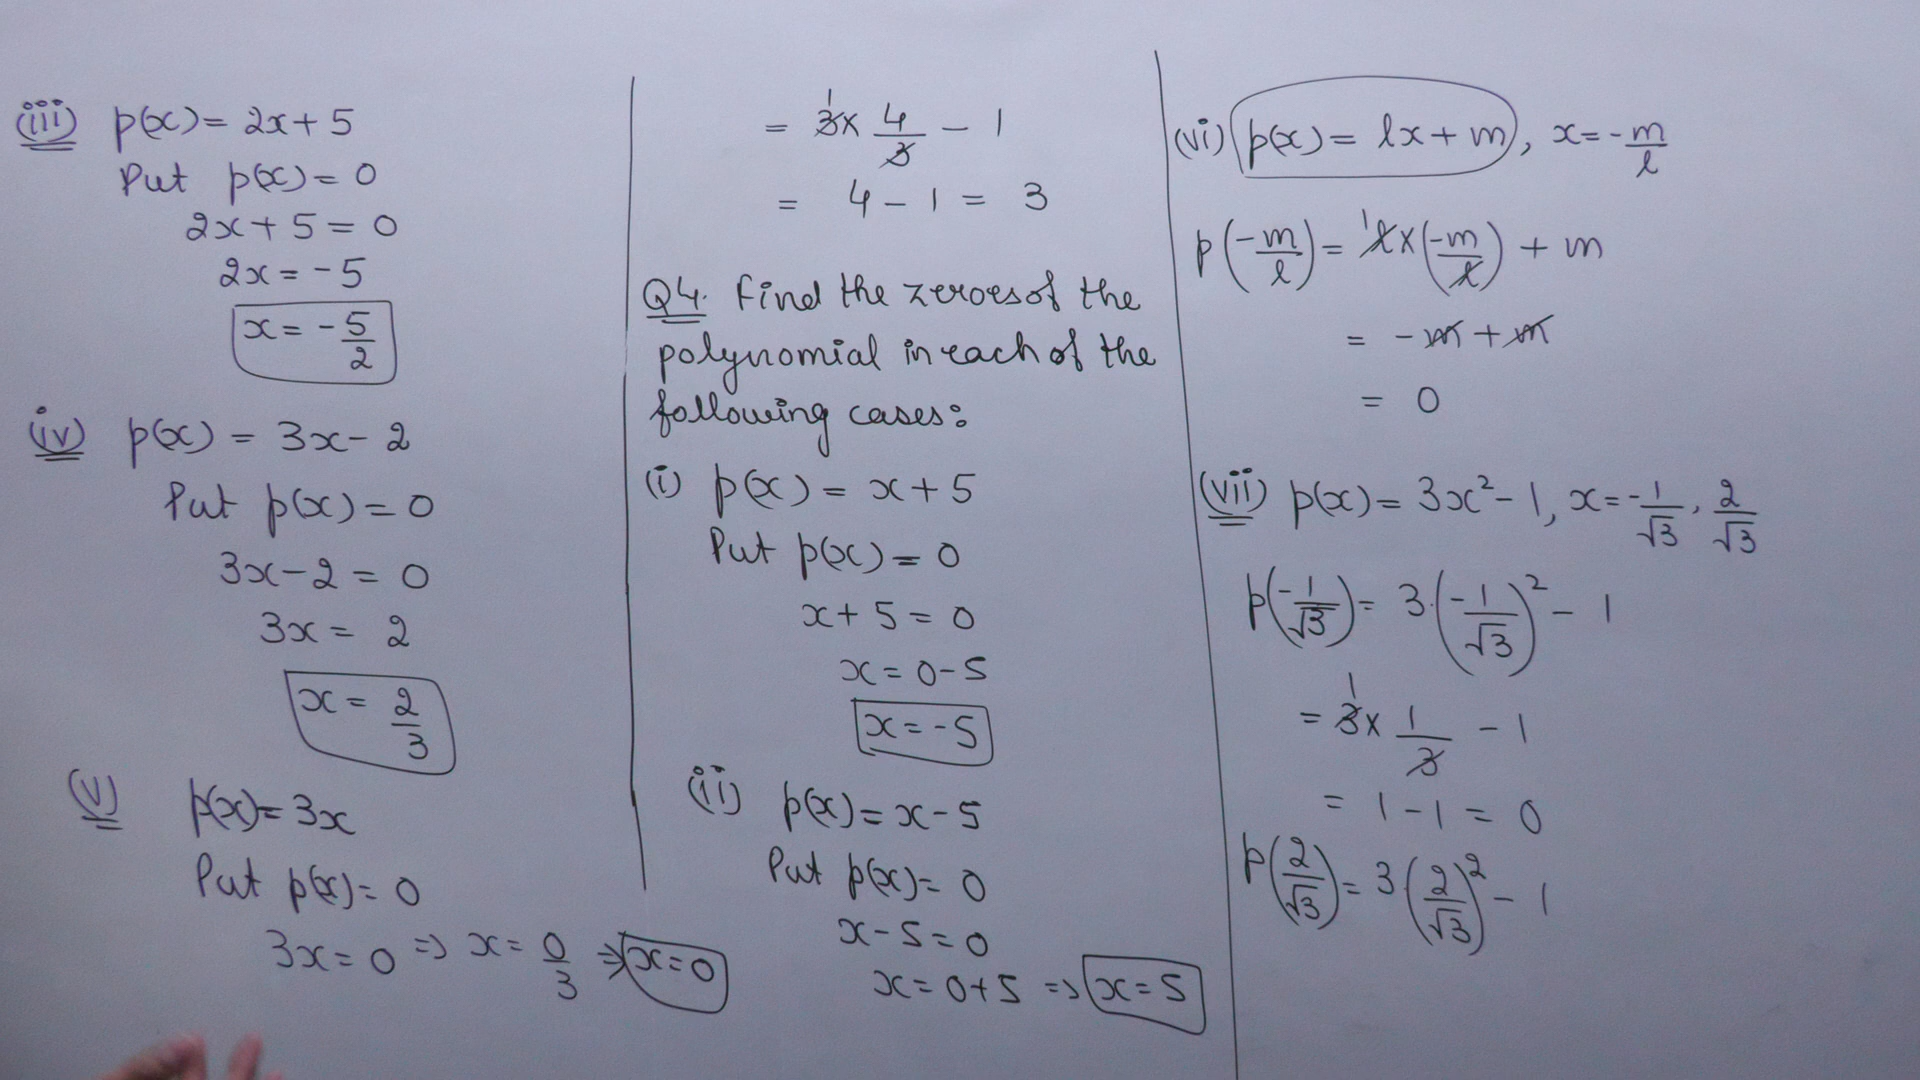 (iii) p(x) = 2x + 5
Put p(x) = 0
2x + 5 = 0
2x = -5
x = -5/2
(iv) p(x) = 3x - 2
Put p(x) = 0
3x - 2 = 0
3x = 2
x = 2/3
(v) p(x) = 3x
Put p(x) = 0
3x = 0 => x = 0/3 => x = 0
= 3 x 4/3 - 1
1
= 4 - 1 = 3
Q4. Find the zeroes of the
polynomial in each of the
following cases:
(i) p(x) = x + 5
Put p(x) = 0
x + 5 = 0
x = 0 - 5
x = -5
(ii) p(x) = x - 5
Put p(x) = 0
x - 5 = 0
x = 0 + 5 => x = 5
(vi) p(x) = lx + m, x = -m/l
p(-m/l) = l x (-m/l) + m
1
= -m + m
= 0
(vii) p(x) = 3x² - 1, x = -1/√3, 2/√3
p(-1/√3) = 3·(-1/√3)² - 1
1
= 3 x 1/3 - 1
= 1 - 1 = 0
p(2/√3) = 3(2/√3)² - 1